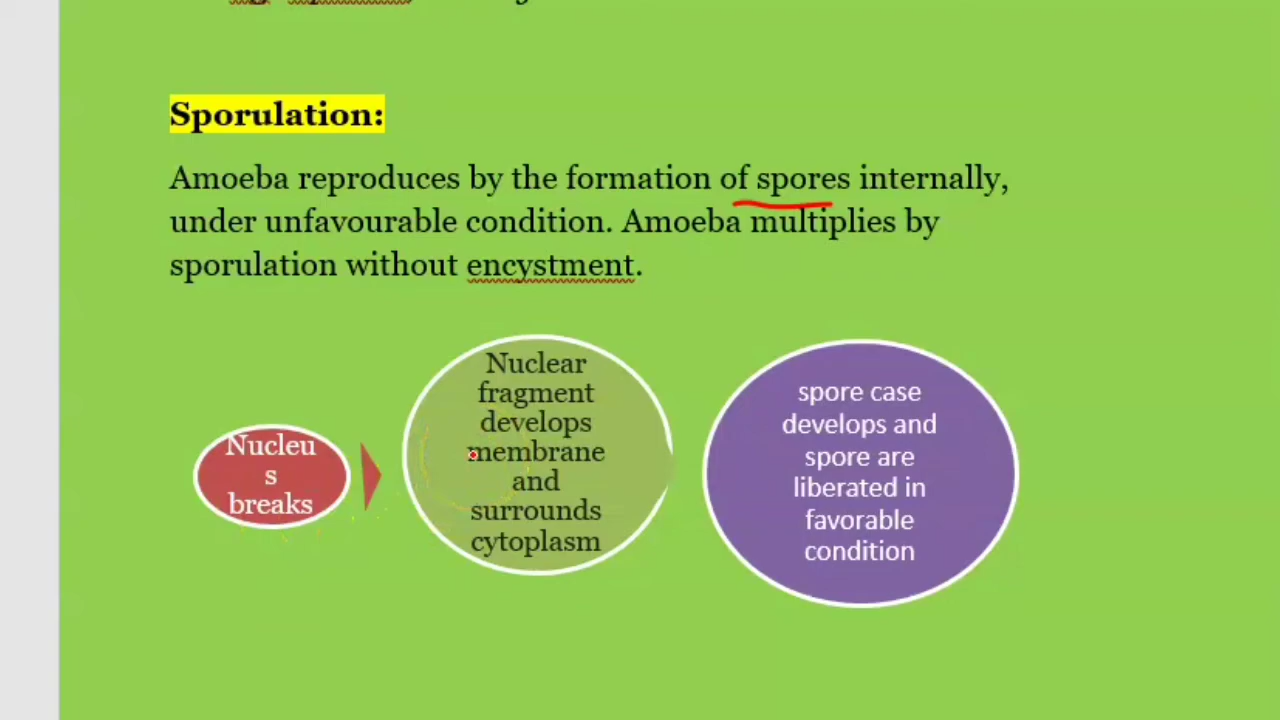 Sporulation:
Amoeba reproduces by the formation of spores internally,
under unfavourable condition. Amoeba multiplies by
sporulation without encystment.
Nucleu
s
breaks
Nuclear
fragment
develops
membrane
and
surrounds
cytoplasm
spore case
develops and
spore are
liberated in
favorable
condition